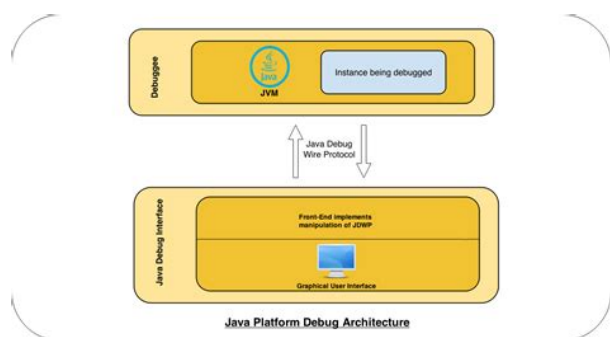 Debuggee
Java
JVM
Instance being debugged
Java Debug
Wire Protocol
Java Debug Interface
Front-End implements
manipulation of JDWP
Graphical User Interface
Java Platform Debug Architecture